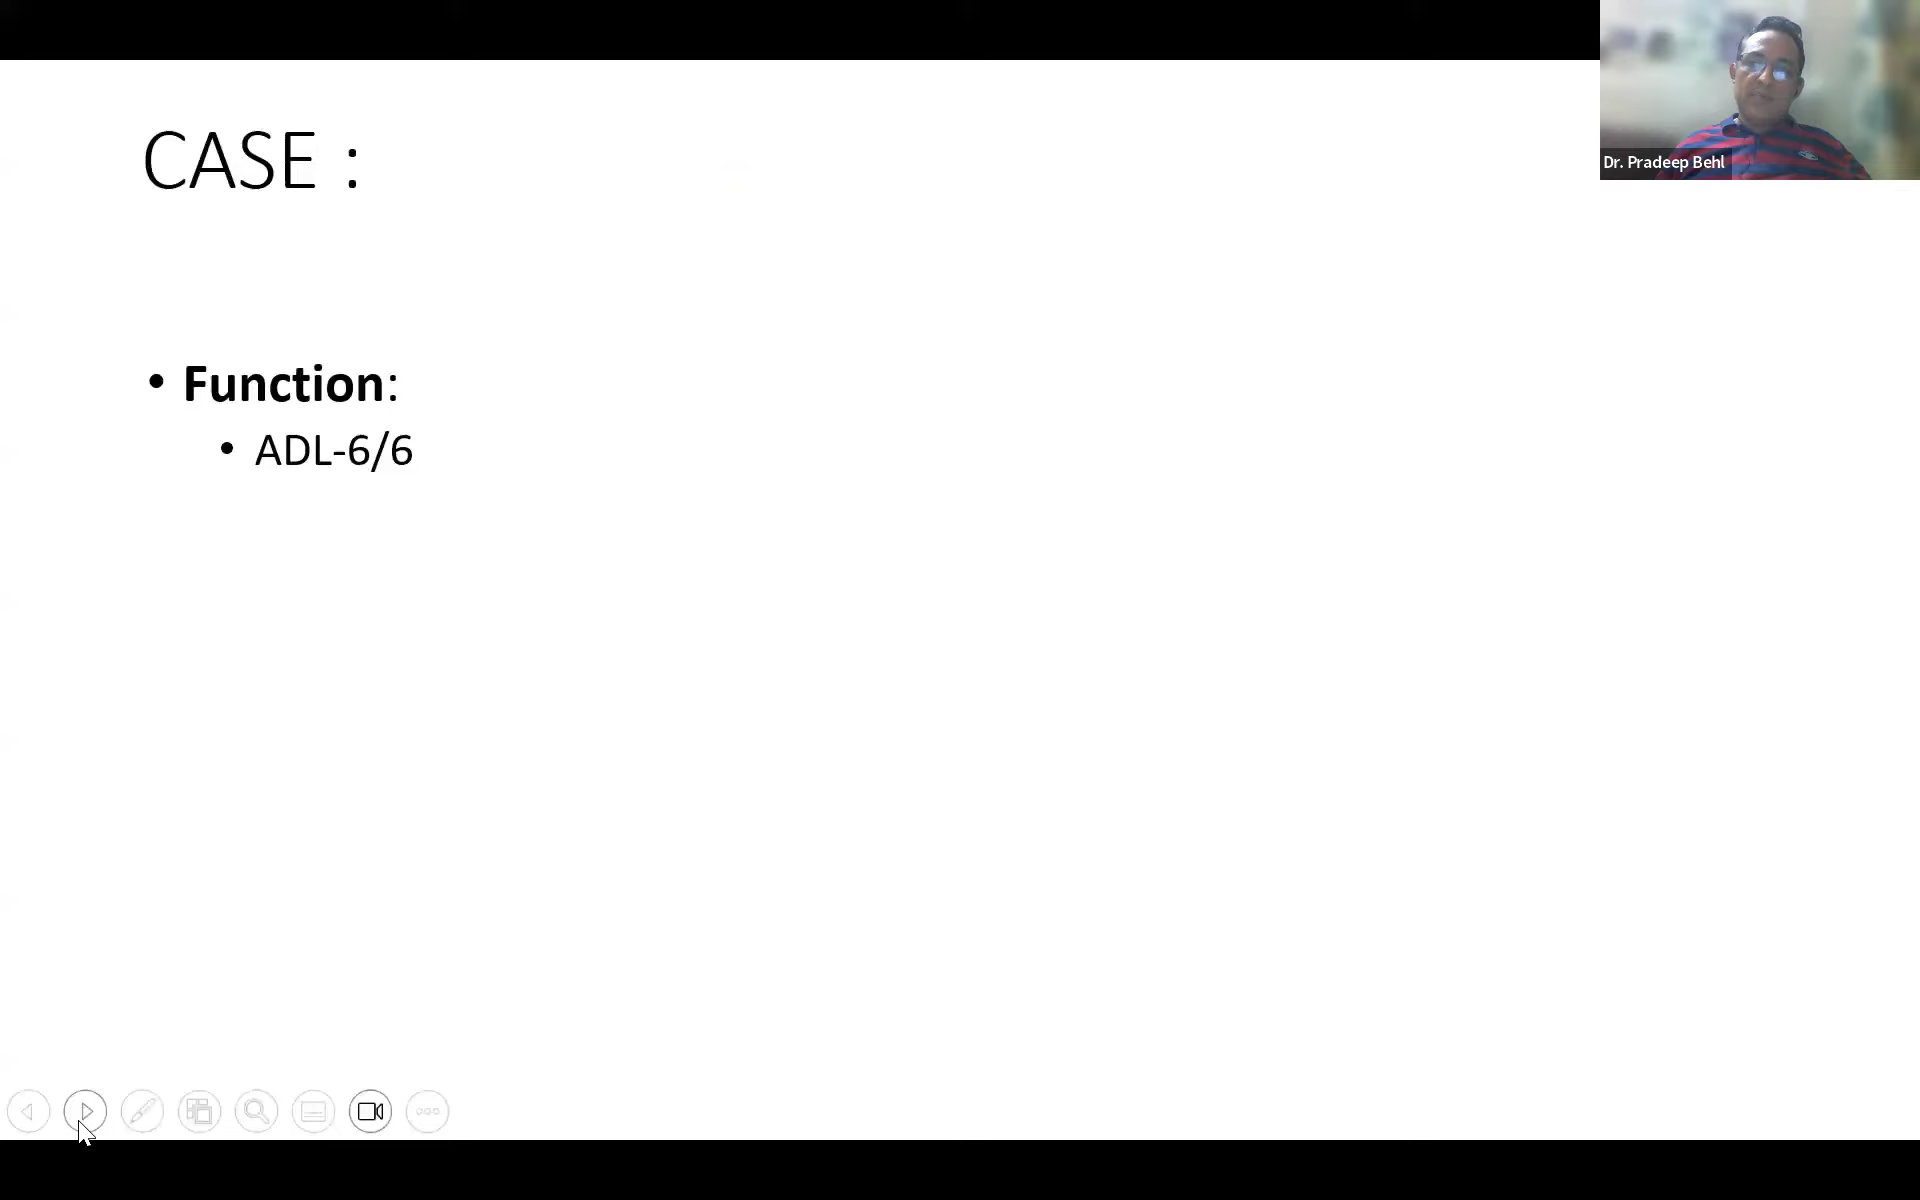 CASE :
Dr. Pradeep Behl
• Function:
• ADL-6/6